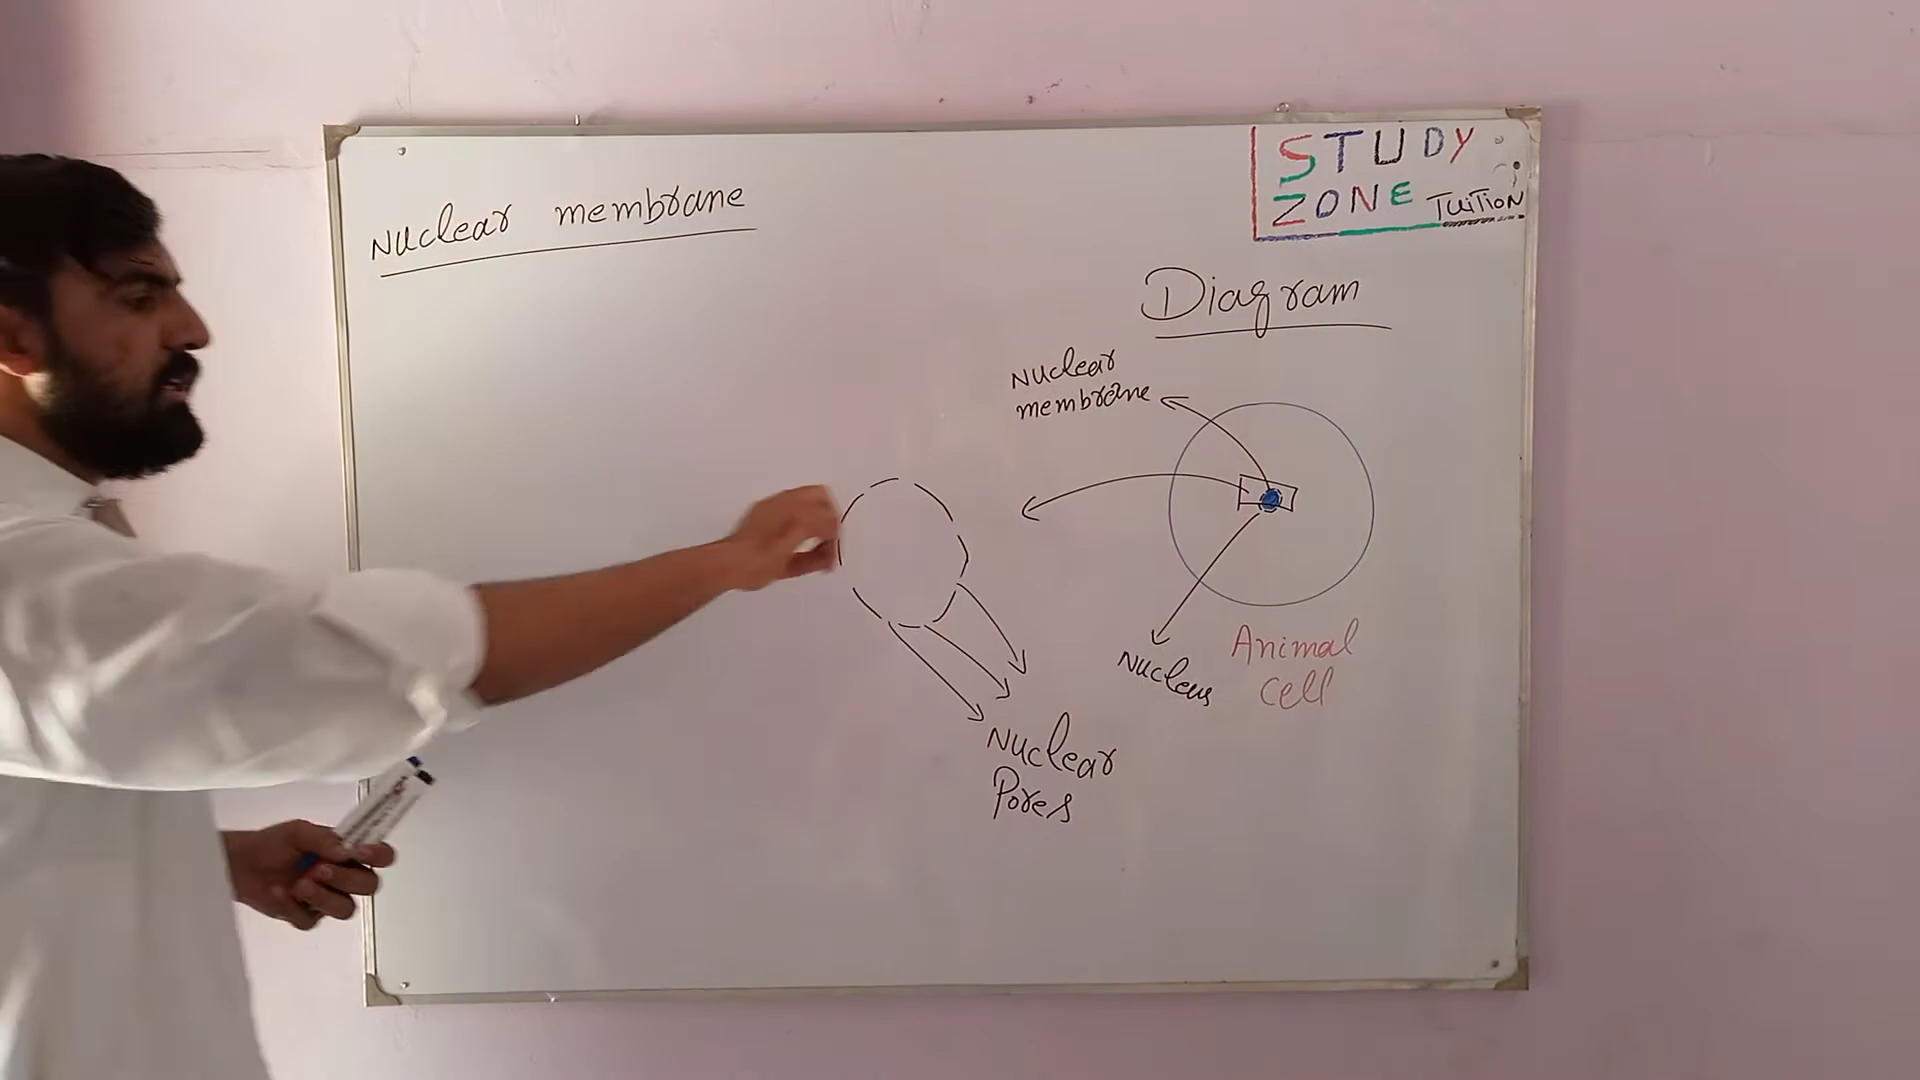 Nuclear membrane
STUDY
ZONE TUITION
Diagram
Nuclear
membrane
Nucleus
Animal
Cell
Nuclear
Pores